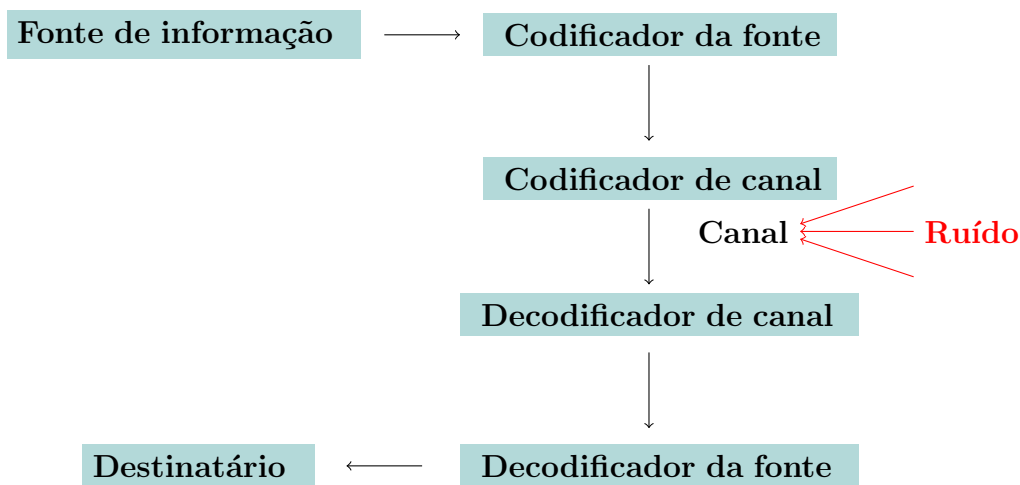 Fonte de informação
Codificador da fonte
Codificador de canal
Canal
Ruído
Decodificador de canal
Destinatário
Decodificador da fonte